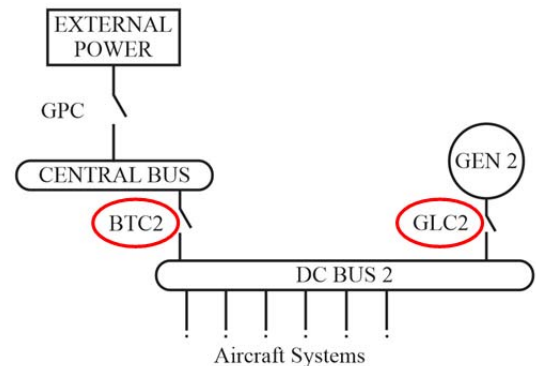 EXTERNAL
POWER
GPC
CENTRAL BUS
GEN 2
BTC2
GLC2
DC BUS 2
Aircraft Systems